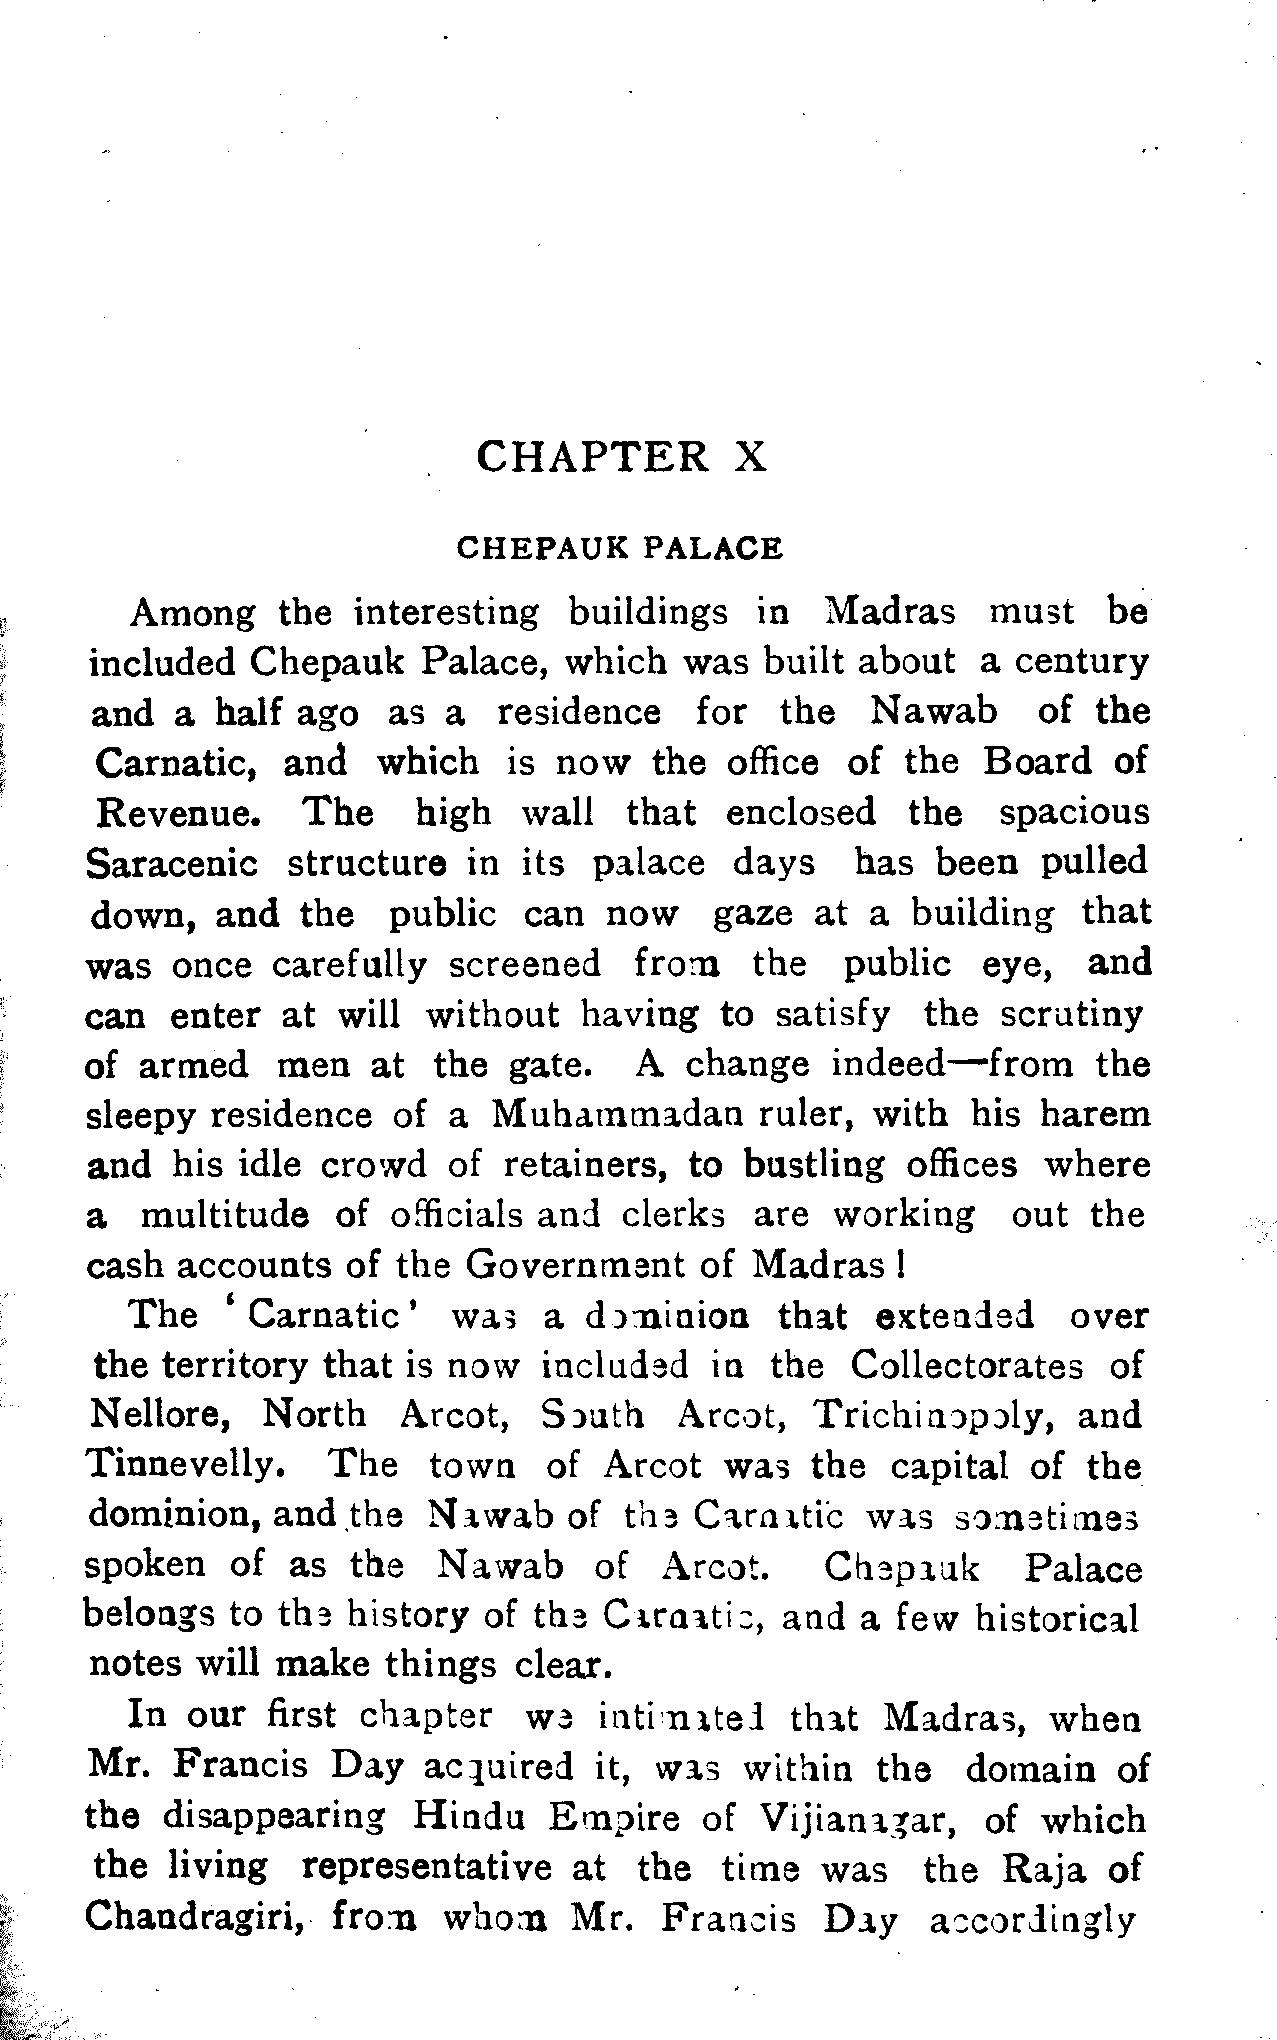 CHAPTER X
CHEPAUK PALACE
Among the interesting buildings in Madras must be
included Chepauk Palace, which was built about a century
and a half ago as a residence for the Nawab of the
Carnatic, and which is now the office of the Board of
Revenue. The high wall that enclosed the spacious
Saracenic structure in its palace days has been pulled
down, and the public can now gaze at a building that
was once carefully screened from the public eye, and
can enter at will without having to satisfy the scrutiny
of armed men at the gate. A change indeed—from the
sleepy residence of a Muhammadan ruler, with his harem
and his idle crowd of retainers, to bustling offices where
a multitude of officials and clerks are working out the
cash accounts of the Government of Madras !
The ‘ Carnatic ’ was a dominion that extended over
the territory that is now included in the Collectorates of
Nellore, North Arcot, South Arcot, Trichinopoly, and
Tinnevelly. The town of Arcot was the capital of the
dominion, and the Nawab of the Carnatic was sometimes
spoken of as the Nawab of Arcot. Chepauk Palace
belongs to the history of the Carnatic, and a few historical
notes will make things clear.
In our first chapter we intimated that Madras, when
Mr. Francis Day acquired it, was within the domain of
the disappearing Hindu Empire of Vijianagar, of which
the living representative at the time was the Raja of
Chandragiri, from whom Mr. Francis Day accordingly